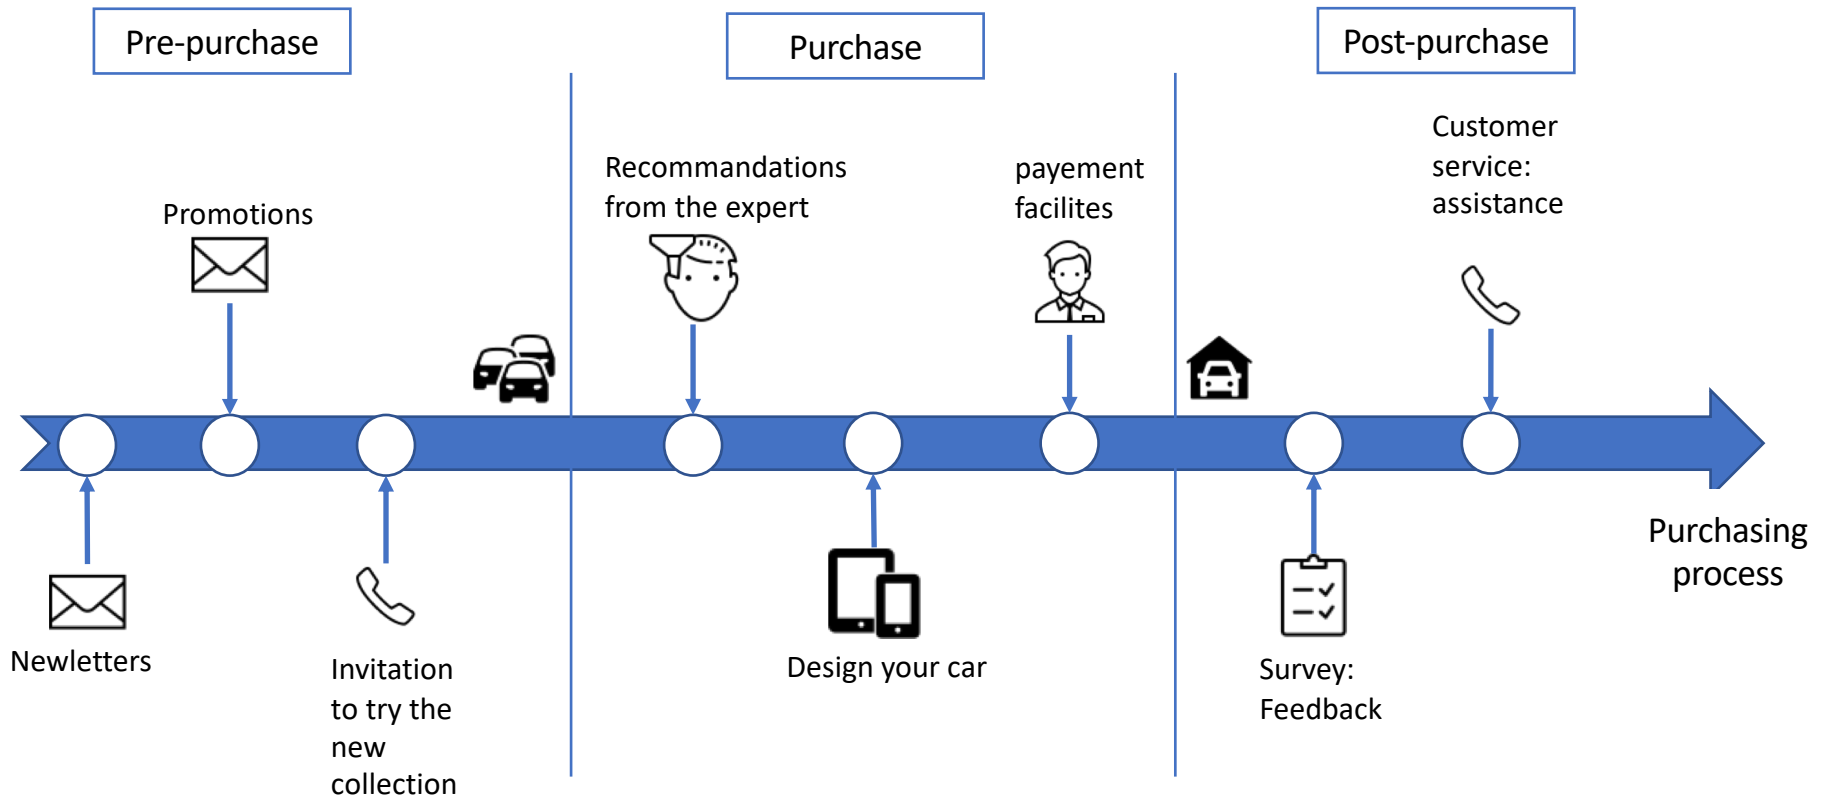 Pre-purchase
Purchase
Post-purchase
Promotions
Recommandations
from the expert
payement
facilites
Customer
service:
assistance
Newletters
Invitation
to try the
new
collection
Design your car
Survey:
Feedback
Purchasing
process